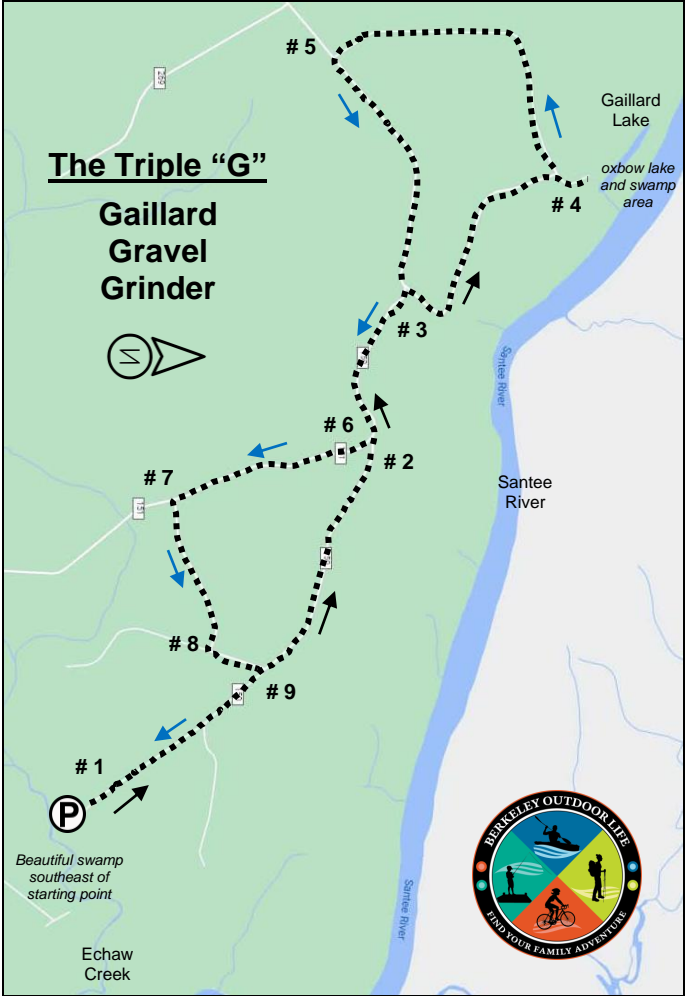 # 5
269
Gaillard
Lake
The Triple “G”
oxbow lake
and swamp
area
# 4
Gaillard
Gravel
Grinder
N
# 3
Santee River
# 6
# 2
# 7
Santee
River
151
# 8
# 9
# 1
P
BERKELEY OUTDOOR LIFE
FIND YOUR FAMILY ADVENTURE
Beautiful swamp
southeast of
starting point
Santee River
Echaw
Creek